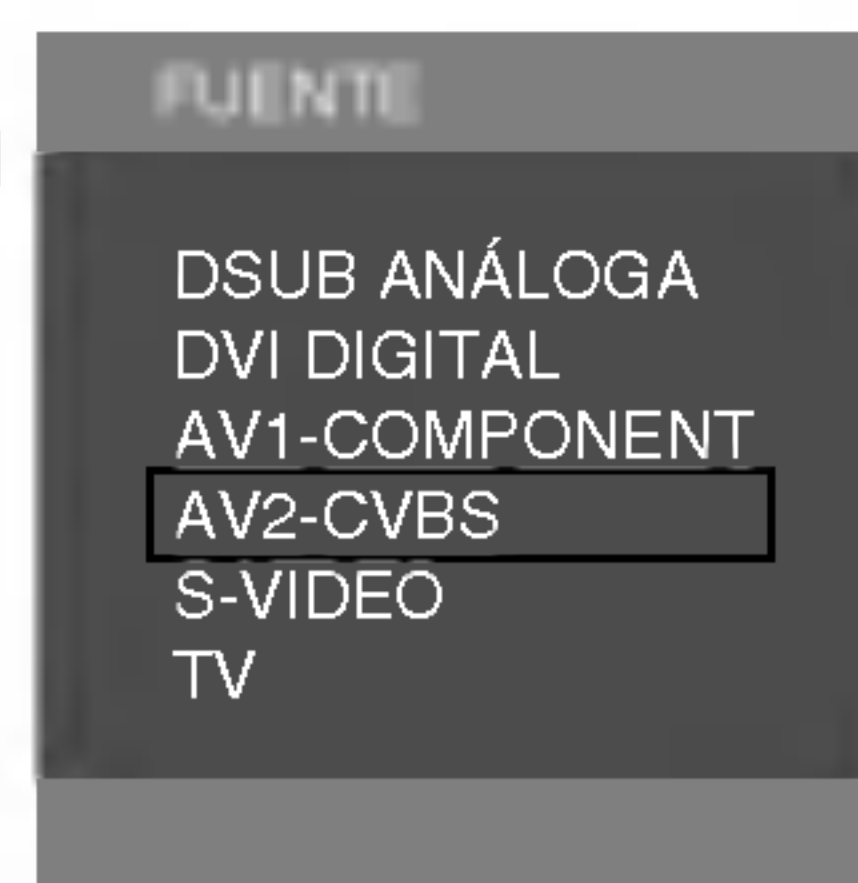 FUENTE
DSUB ANÁLOGA
DVI DIGITAL
AV1-COMPONENT
AV2-CVBS
S-VIDEO
TV